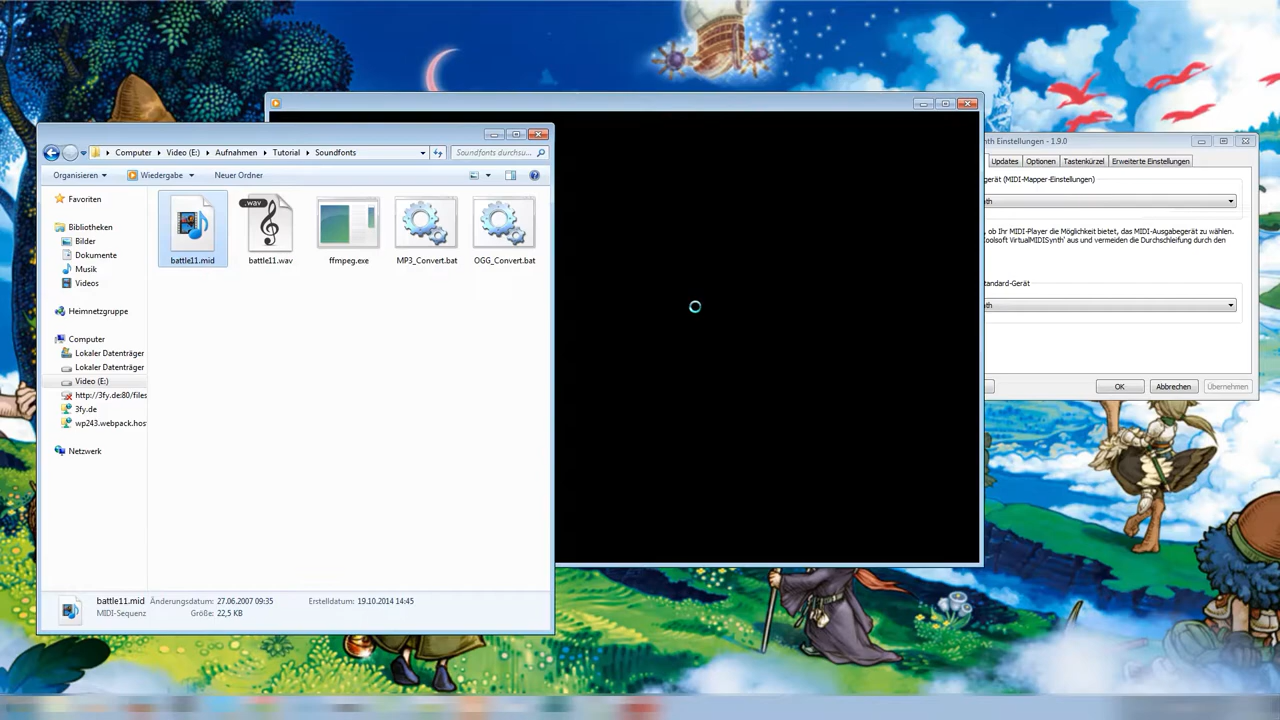 Computer
Video (E:)
Aufnahmen
Tutorial
Soundfonts
Soundfonts durchsu...
Organisieren
Wiedergabe
Neuer Ordner
Favoriten
Bibliotheken
Bilder
Dokumente
Musik
Videos
Heimnetzgruppe
Computer
Lokaler Datenträger
Lokaler Datenträger
Video (E:)
http://3fy.de:80/files
3fy.de
wp243.webpack.hos
Netzwerk
.wav
battle11.mid
battle11.wav
ffmpeg.exe
MP3_Convert.bat
OGG_Convert.bat
battle11.mid Änderungsdatum: 27.06.2007 09:35 Erstelldatum: 19.10.2014 14:45
MIDI-Sequenz Größe: 22,5 KB
nth Einstellungen - 1.9.0
Updates
Optionen
Tastenkürzel
Erweiterte Einstellungen
gerät (MIDI-Mapper-Einstellungen)
nth
, ob Ihr MIDI-Player die Möglichkeit bietet, das MIDI-Ausgabegerät zu wählen.
Coolsoft VirtualMIDISynth' aus und vermeiden die Durchschleifung durch den
tandard-Gerät
nth
OK
Abbrechen
Übernehmen